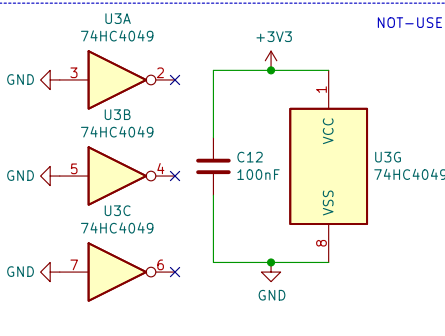 NOT-USE
U3A
74HC4049
GND 3 2
U3B
74HC4049
GND 5 4
U3C
74HC4049
GND 7 6
+3V3
C12
100nF
1
VCC
U3G
74HC4049
VSS
8
GND